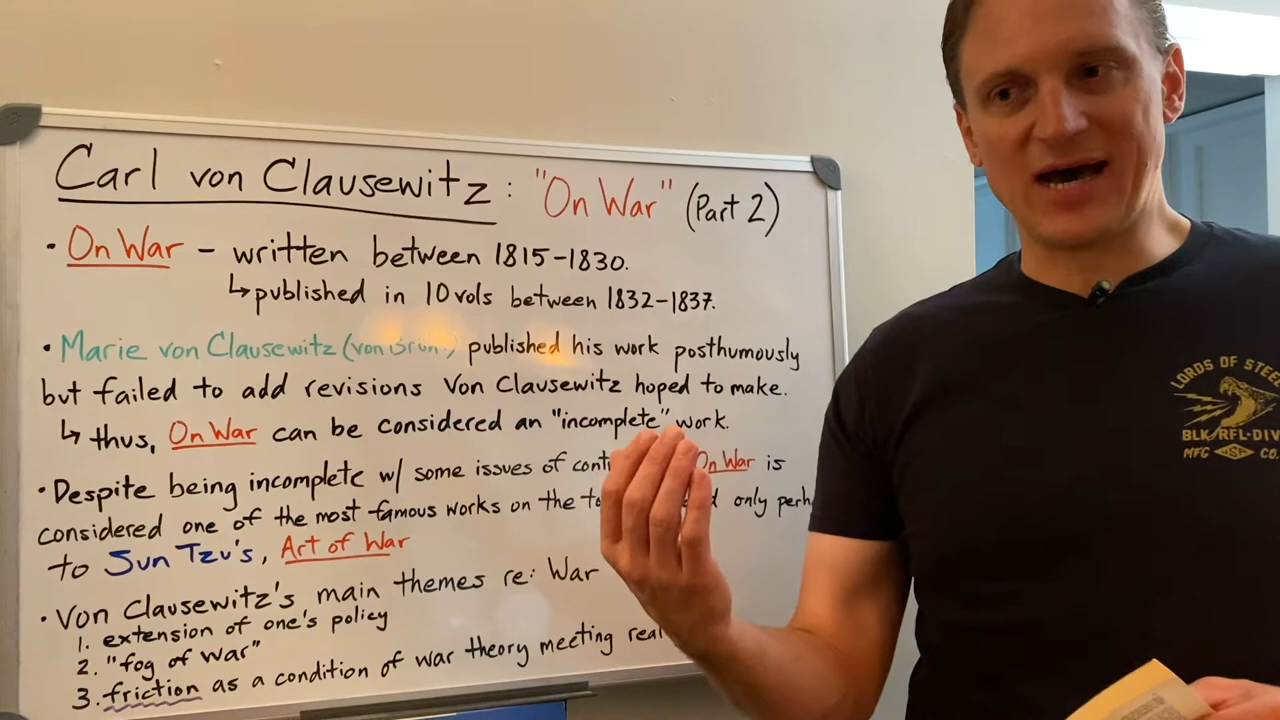 Carl von Clausewitz: "On War" (Part 2)
• On War – written between 1815–1830.
↳ published in 10 vols between 1832–1837.
• Marie von Clausewitz (von published his work posthumously
but failed to add revisions Von Clausewitz hoped to make.
↳ thus, On War can be considered an "incomplete" work.
• Despite being incomplete w/ some issues of On War is
considered one of the most famous works on the only
to Sun Tzu's, Art of War
• Von Clausewitz's main themes re: War
1. extension of one's policy
2. "fog of war"
3. friction as a condition of war theory meeting
LORDS OF STEE
BLK RFL-DIV
MFG CO.